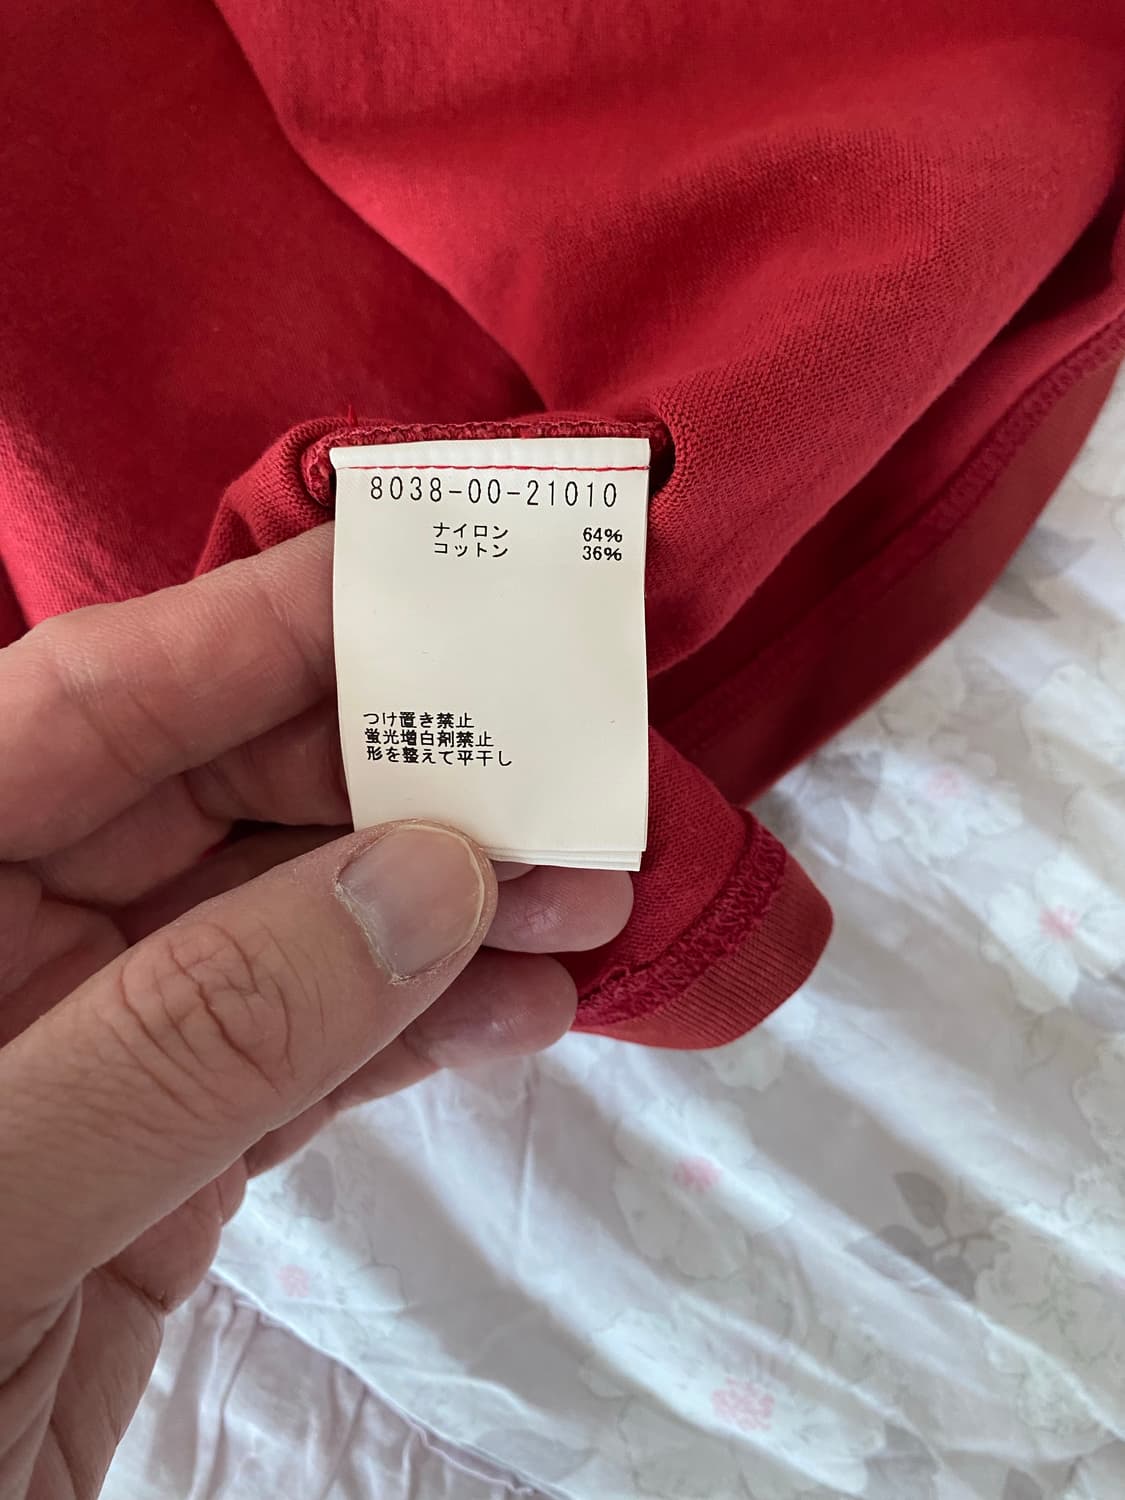 8038-00-21010
ナイロン 64%
コットン 36%
つけ置き禁止
蛍光増白剤禁止
形を整えて平干し